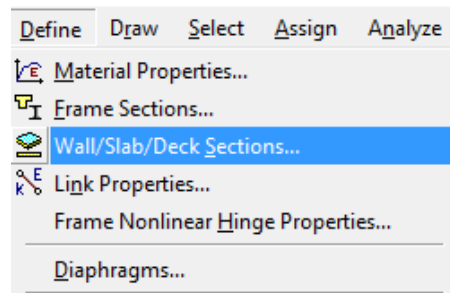 Define Draw Select Assign Analyze
E Material Properties...
I Frame Sections...
Wall/Slab/Deck Sections...
K E Link Properties...
Frame Nonlinear Hinge Properties...
Diaphragms...